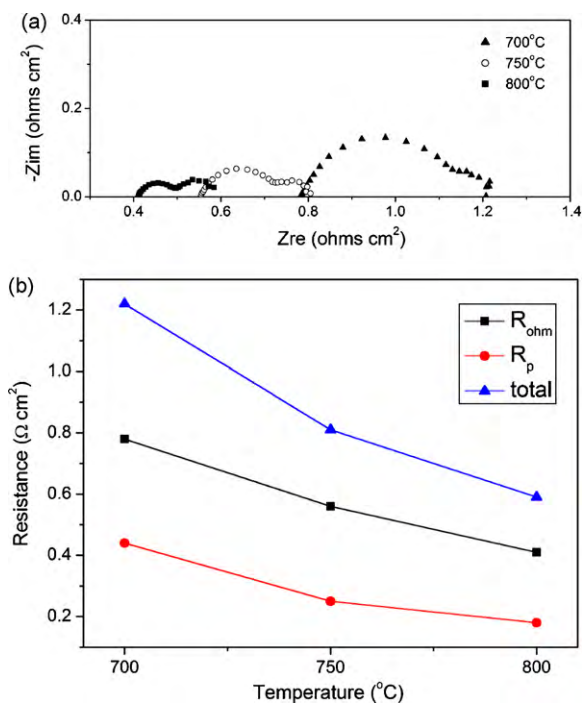 (a)
0.4
0.2
0.0
-Zim (ohms cm²)
700°C
750°C
800°C
0.4 0.6 0.8 1.0 1.2 1.4
Zre (ohms cm²)
(b)
1.2
1.0
0.8
0.6
0.4
0.2
Resistance (Ω cm²)
R_ohm
R_p
total
700 750 800
Temperature (°C)